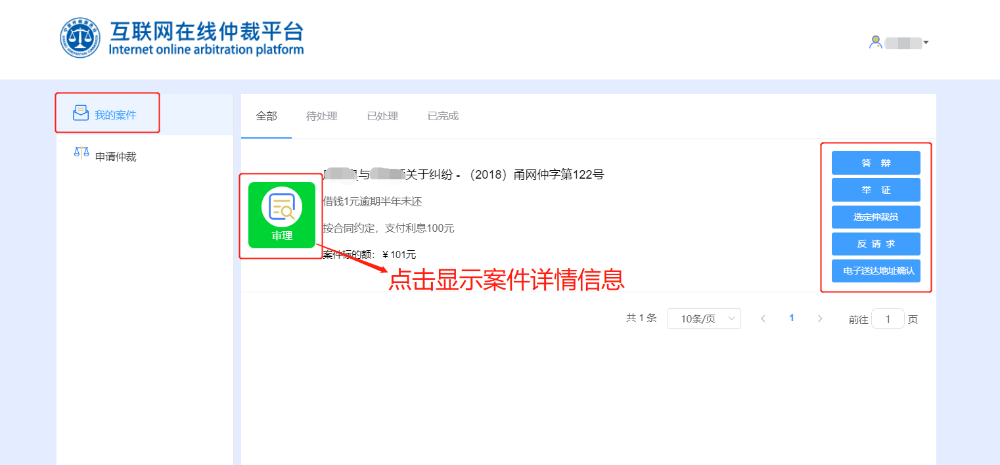 互联网在线仲裁平台
Internet online arbitration platform
我的案件
申请仲裁
全部 待处理 已处理 已完成
与 关于纠纷 - （2018）甬网仲字第122号
借钱1元逾期半年未还
按合同约定，支付利息100元
案件标的额：￥101元
审理
点击显示案件详情信息
答 辩
举 证
选定仲裁员
反 请 求
电子送达地址确认
共 1 条 10条/页 1 前往 1 页